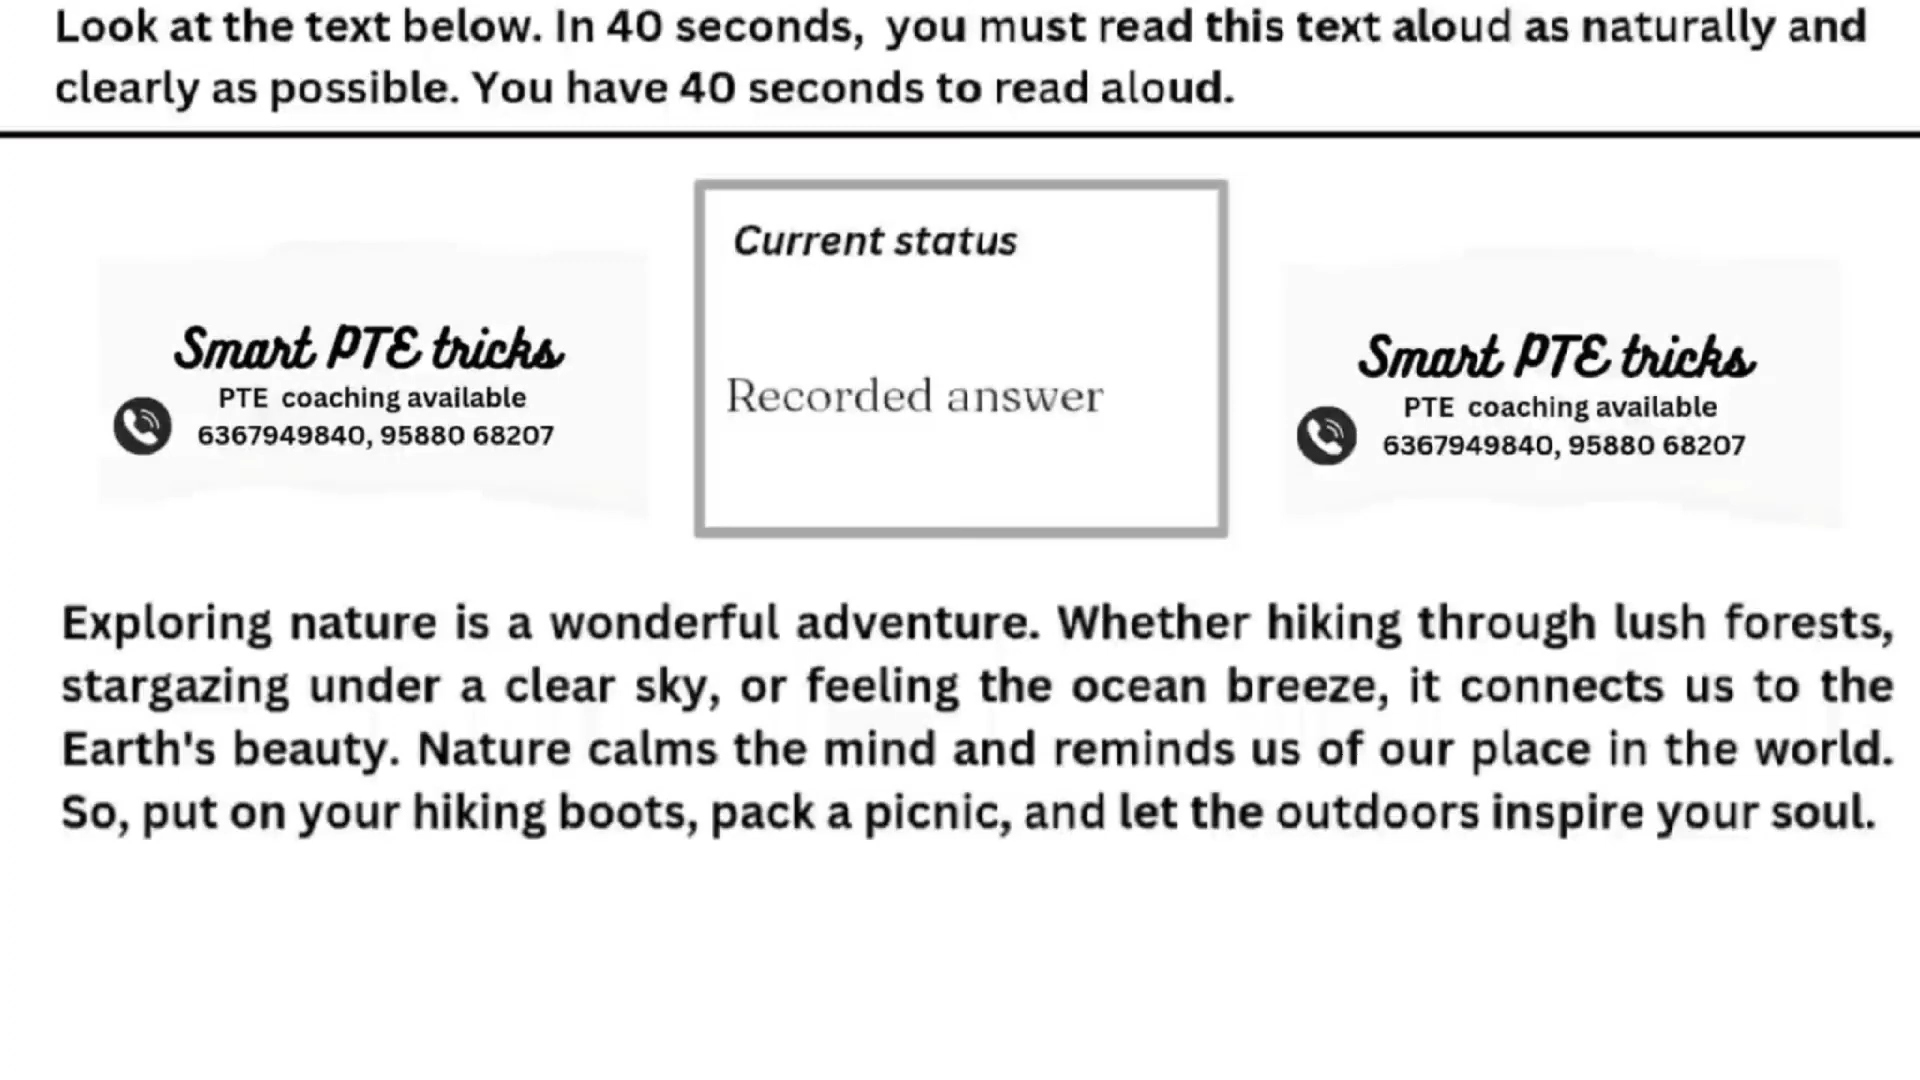 Look at the text below. In 40 seconds, you must read this text aloud as naturally and
clearly as possible. You have 40 seconds to read aloud.
Smart PTE tricks
PTE coaching available
6367949840, 95880 68207
Current status
Recorded answer
Smart PTE tricks
PTE coaching available
6367949840, 95880 68207
Exploring nature is a wonderful adventure. Whether hiking through lush forests,
stargazing under a clear sky, or feeling the ocean breeze, it connects us to the
Earth's beauty. Nature calms the mind and reminds us of our place in the world.
So, put on your hiking boots, pack a picnic, and let the outdoors inspire your soul.